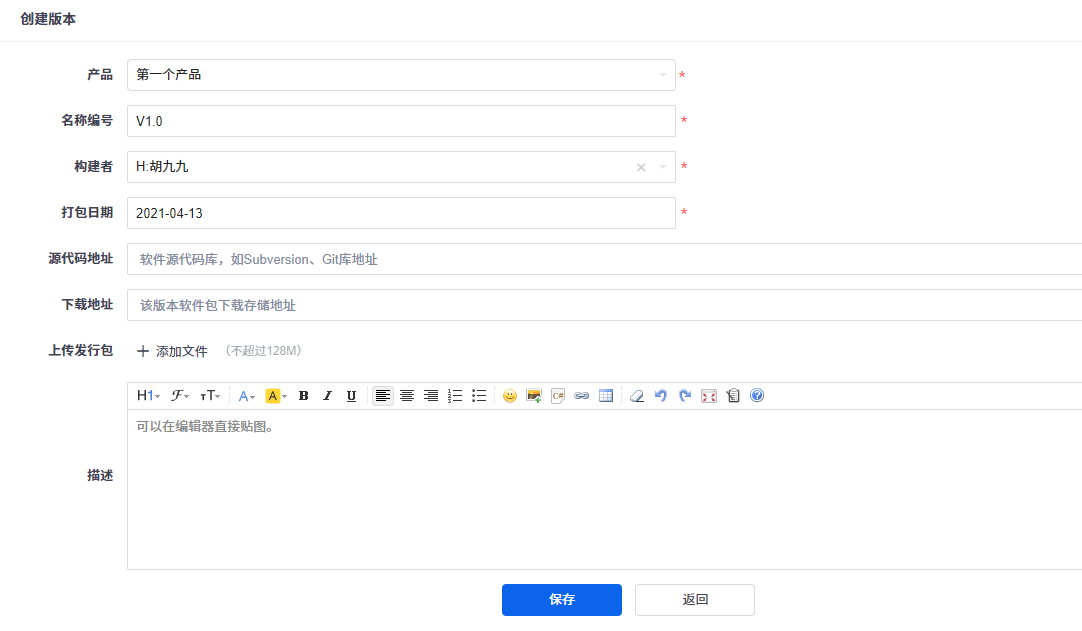 创建版本
产品 第一个产品 *
名称编号 V1.0 *
构建者 H:胡九九 *
打包日期 2021-04-13 *
源代码地址 软件源代码库，如Subversion、Git库地址
下载地址 该版本软件包下载存储地址
上传发行包 添加文件 （不超过128M）
H1 F TT A A B I U C#
可以在编辑器直接贴图。
描述
保存 返回